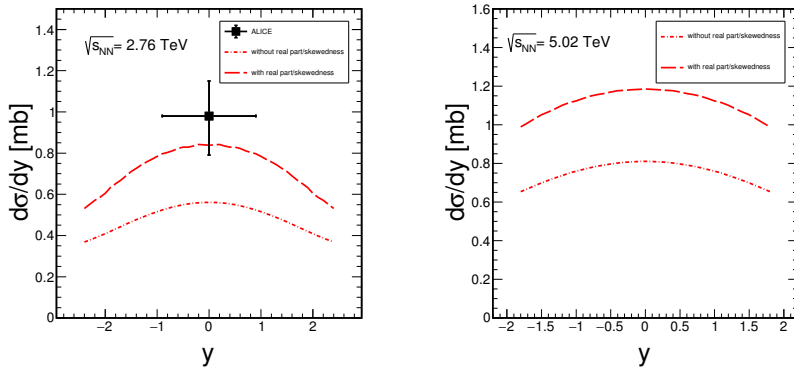 √s_NN = 2.76 TeV
ALICE
without real part/skewedness
with real part/skewedness
dσ/dy [mb]
1.4
1.2
1
0.8
0.6
0.4
0.2
0
−2
−1
0
1
2
y
√s_NN = 5.02 TeV
without real part/skewedness
with real part/skewedness
dσ/dy [mb]
1.6
1.4
1.2
1
0.8
0.6
0.4
0.2
0
−2
−1.5
−1
−0.5
0
0.5
1
1.5
2
y